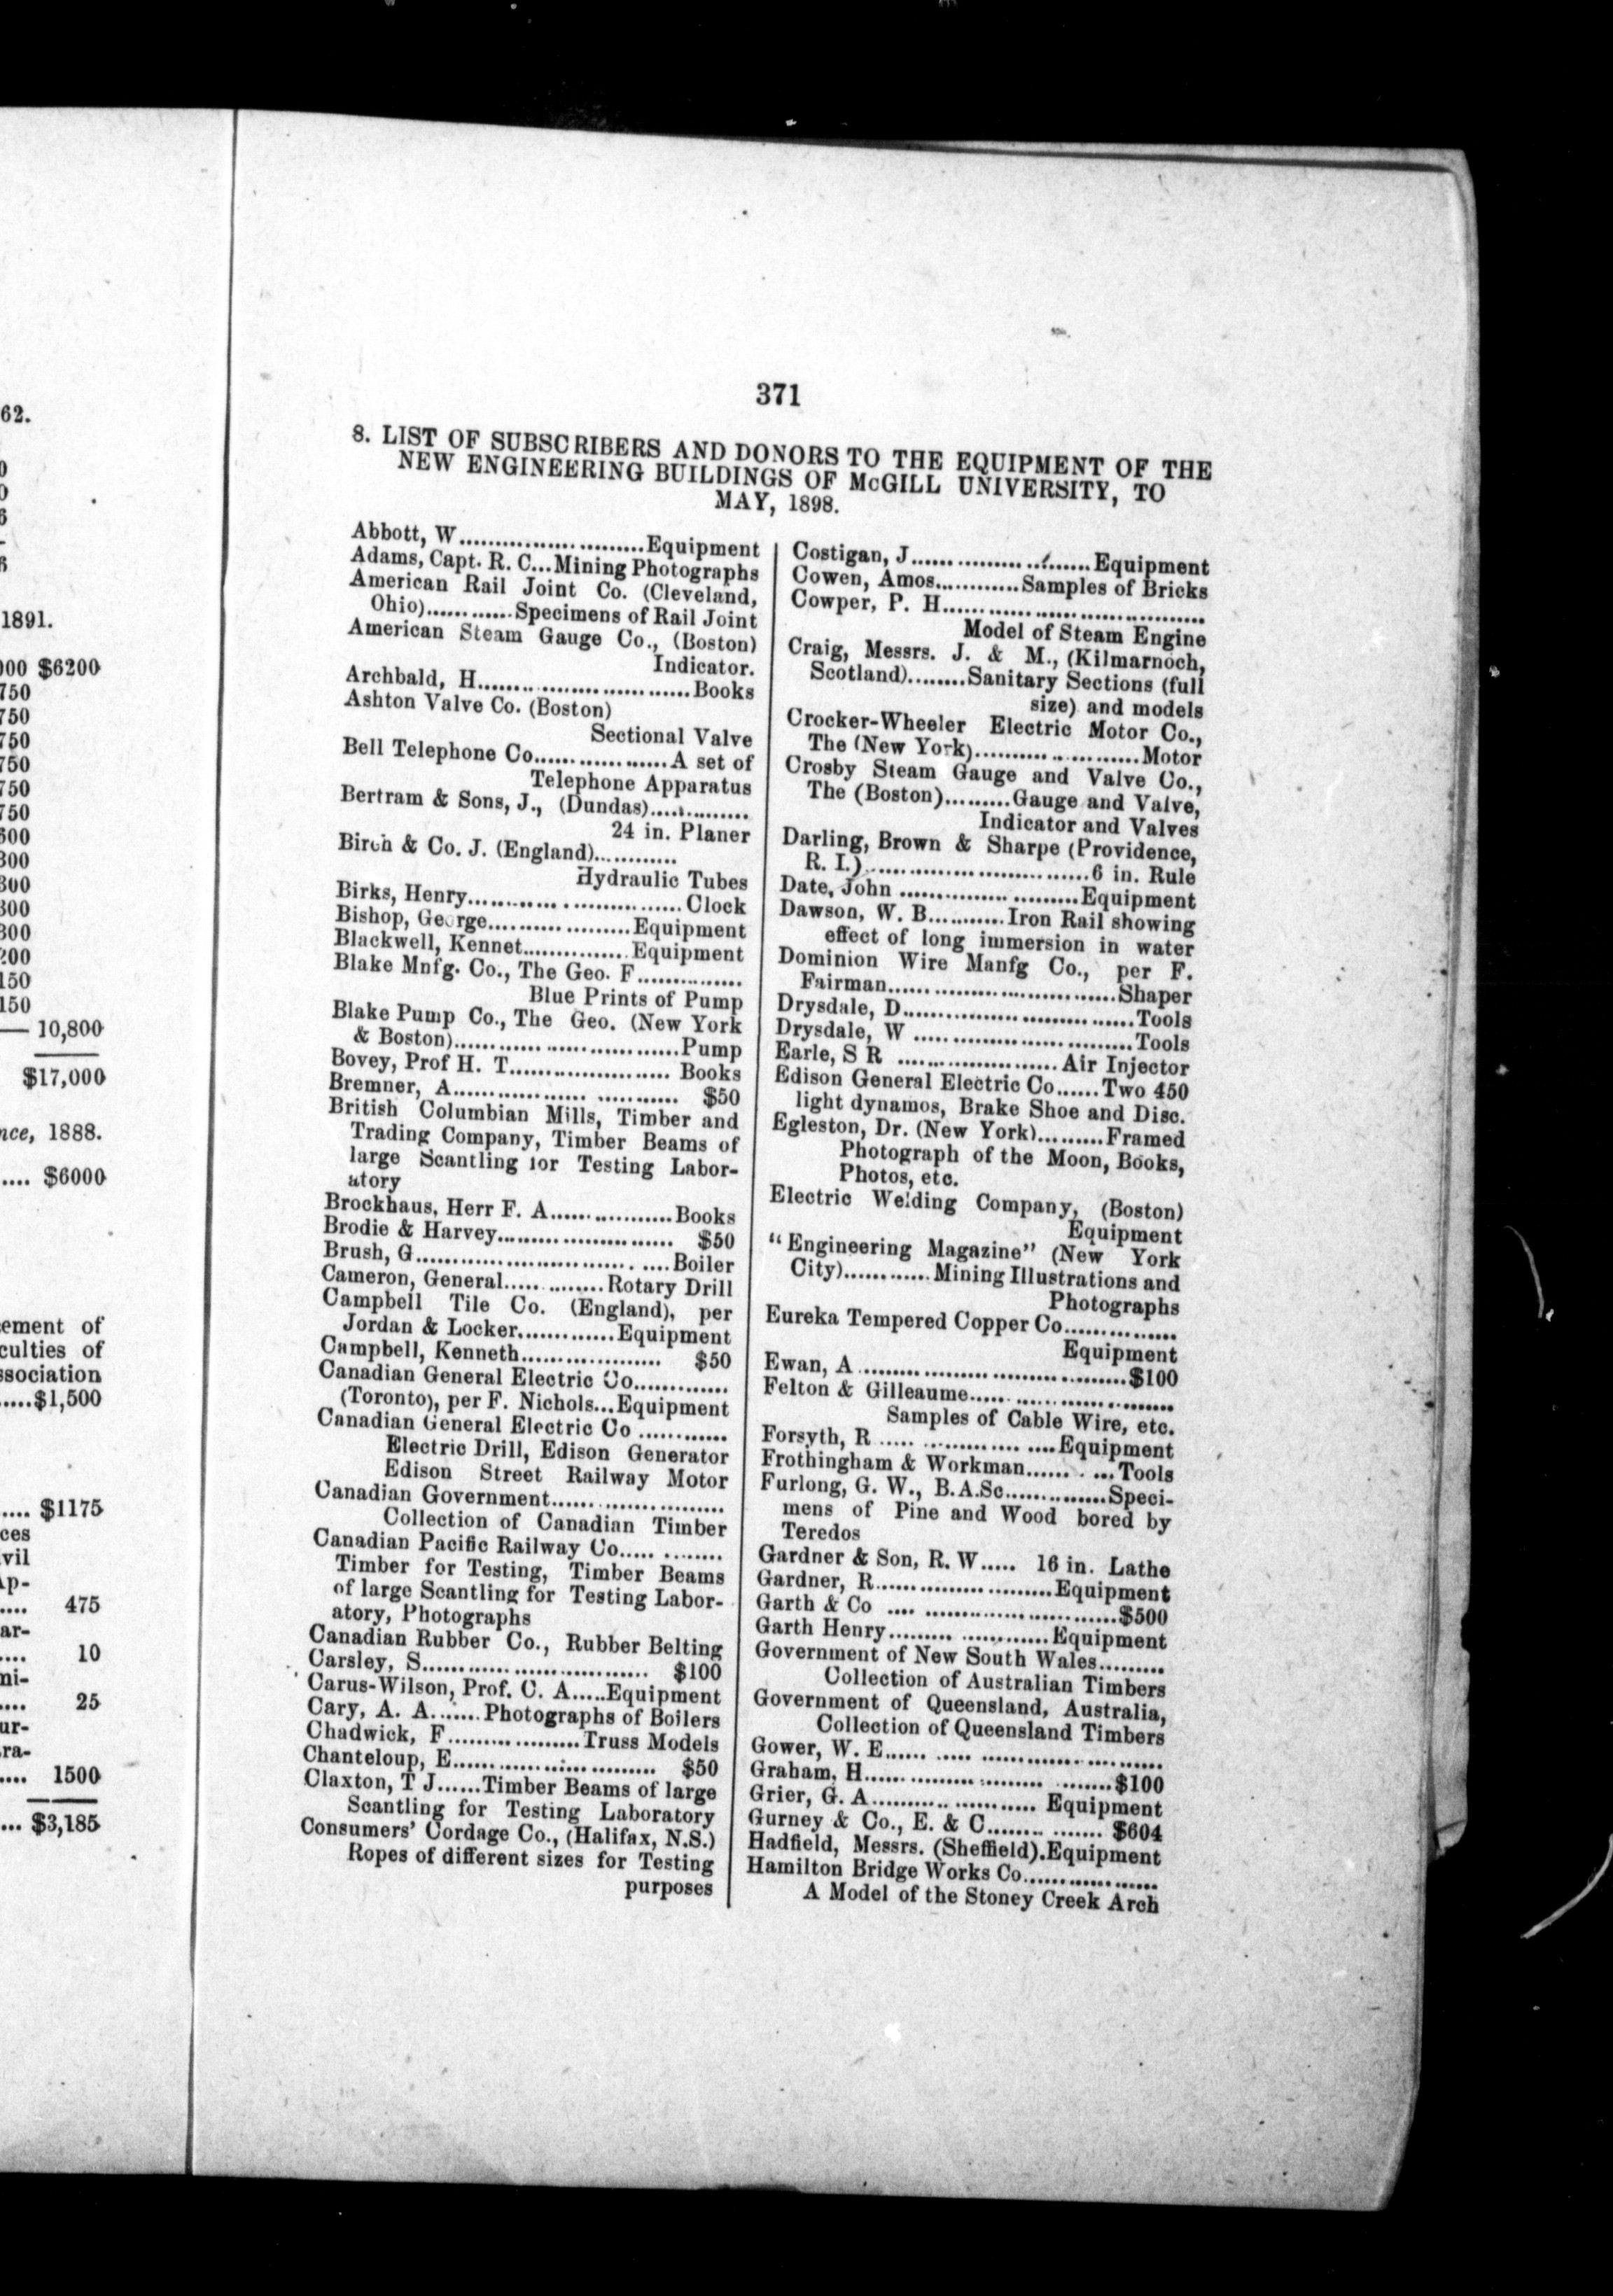 62.
1891.
$6200
750
750
750
750
750
750
150
150
— 10,800
$17,000
1888.
.... $6000
of
of
.....$1,500
.... $1175
.... 475
.... 10
.... 25
.... 1500
... $3,185
371
8. LIST OF SUBSCRIBERS AND DONORS TO THE EQUIPMENT OF THE
NEW ENGINEERING BUILDINGS OF McGILL UNIVERSITY, TO
MAY, 1898.
Abbott, W..........................Equipment
Adams, Capt. R. C...Mining Photographs
American Rail Joint Co. (Cleveland,
Ohio)............Specimens of Rail Joint
American Steam Gauge Co., (Boston)
Indicator.
Archbald, H..............................Books
Ashton Valve Co. (Boston)
Sectional Valve
Bell Telephone Co...................A set of
Telephone Apparatus
Bertram & Sons, J., (Dundas)..............
24 in. Planer
Birch & Co. J. (England)............
Hydraulic Tubes
Birks, Henry..............................Clock
Bishop, George....................Equipment
Blackwell, Kennet...............Equipment
Blake Mnfg. Co., The Geo. F...............
Blue Prints of Pump
Blake Pump Co., The Geo. (New York
& Boston)................................Pump
Bovey, Prof H. T....................... Books
Bremner, A................................ $50
British Columbian Mills, Timber and
Trading Company, Timber Beams of
large Scantling for Testing Labor-
atory
Brockhaus, Herr F. A.................Books
Brodie & Harvey......................... $50
Brush, G....................................Boiler
Cameron, General..............Rotary Drill
Campbell Tile Co. (England), per
Jordan & Locker.............Equipment
Campbell, Kenneth.................... $50
Canadian General Electric Co.............
(Toronto), per F. Nichols...Equipment
Canadian General Electric Co ............
Electric Drill, Edison Generator
Edison Street Railway Motor
Canadian Government........................
Collection of Canadian Timber
Canadian Pacific Railway Co..............
Timber for Testing, Timber Beams
of large Scantling for Testing Labor-
atory, Photographs
Canadian Rubber Co., Rubber Belting
Carsley, S................................ $100
Carus-Wilson, Prof. C. A.....Equipment
Cary, A. A.......Photographs of Boilers
Chadwick, F...................Truss Models
Chanteloup, E............................. $50
Claxton, T J......Timber Beams of large
Scantling for Testing Laboratory
Consumers' Cordage Co., (Halifax, N.S.)
Ropes of different sizes for Testing
purposes
Costigan, J.........................Equipment
Cowen, Amos............Samples of Bricks
Cowper, P. H.....................................
Model of Steam Engine
Craig, Messrs. J. & M., (Kilmarnoch,
Scotland)........Sanitary Sections (full
size) and models
Crocker-Wheeler Electric Motor Co.,
The (New York).......................Motor
Crosby Steam Gauge and Valve Co.,
The (Boston).........Gauge and Valve,
Indicator and Valves
Darling, Brown & Sharpe (Providence,
R. I.)................................6 in. Rule
Date, John .........................Equipment
Dawson, W. B..........Iron Rail showing
effect of long immersion in water
Dominion Wire Manfg Co., per F.
Fairman................................Shaper
Drysdale, D................................Tools
Drysdale, W ..............................Tools
Earle, S R ......................Air Injector
Edison General Electric Co......Two 450
light dynamos, Brake Shoe and Disc.
Egleston, Dr. (New York).........Framed
Photograph of the Moon, Books,
Photos, etc.
Electric Welding Company, (Boston)
Equipment
"Engineering Magazine" (New York
City)............Mining Illustrations and
Photographs
Eureka Tempered Copper Co...............
Equipment
Ewan, A .....................................$100
Felton & Gilleaume............................
Samples of Cable Wire, etc.
Forsyth, R ........................Equipment
Frothingham & Workman...........Tools
Furlong, G. W., B.A.Sc..............Speci-
mens of Pine and Wood bored by
Teredos
Gardner & Son, R. W..... 16 in. Lathe
Gardner, R.........................Equipment
Garth & Co ................................$500
Garth Henry.......................Equipment
Government of New South Wales.........
Collection of Australian Timbers
Government of Queensland, Australia,
Collection of Queensland Timbers
Gower, W. E.....................................
Graham, H..................................$100
Grier, G. A....................... Equipment
Gurney & Co., E. & C................ $604
Hadfield, Messrs. (Sheffield).Equipment
Hamilton Bridge Works Co..................
A Model of the Stoney Creek Arch